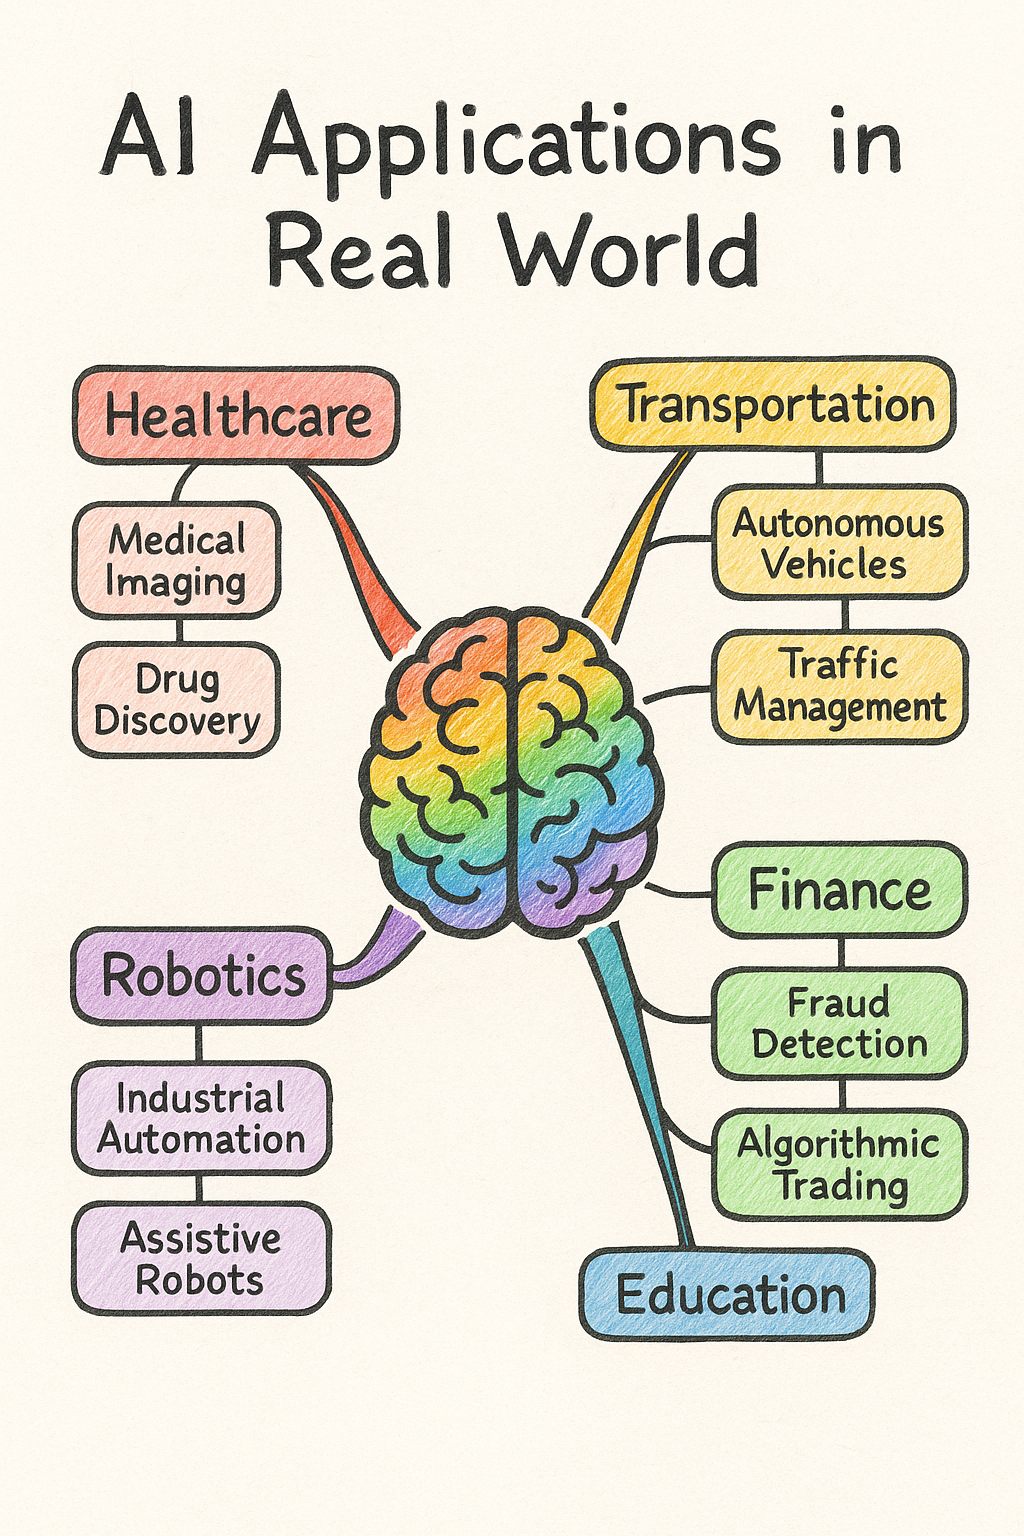 AI Applications in
Real World
Healthcare
Medical
Imaging
Drug
Discovery
Transportation
Autonomous
Vehicles
Traffic
Management
Finance
Fraud
Detection
Algorithmic
Trading
Robotics
Industrial
Automation
Assistive
Robots
Education